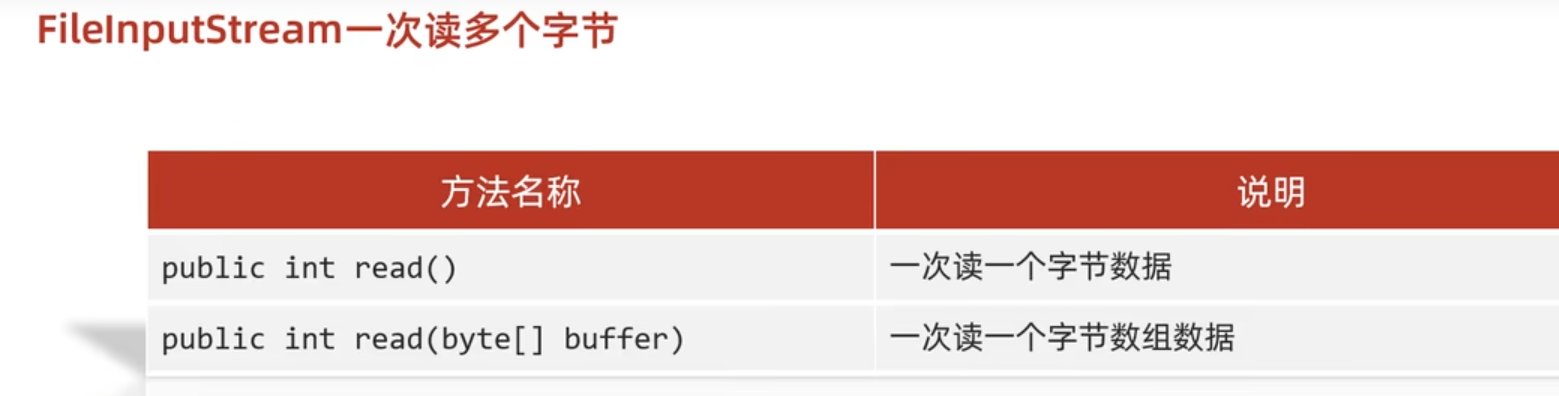 FileInputStream一次读多个字节
方法名称 说明
public int read() 一次读一个字节数据
public int read(byte[] buffer) 一次读一个字节数组数据